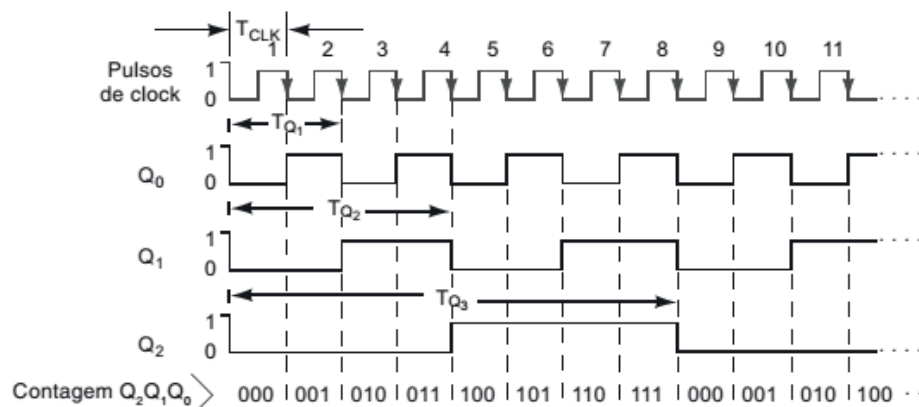 T_CLK
1 2 3 4 5 6 7 8 9 10 11
Pulsos
de clock
1
0
T_Q₁
Q₀
1
0
T_Q₂
Q₁
1
0
T_Q₃
Q₂
1
0
Contagem Q₂Q₁Q₀ 000 001 010 011 100 101 110 111 000 001 010 100